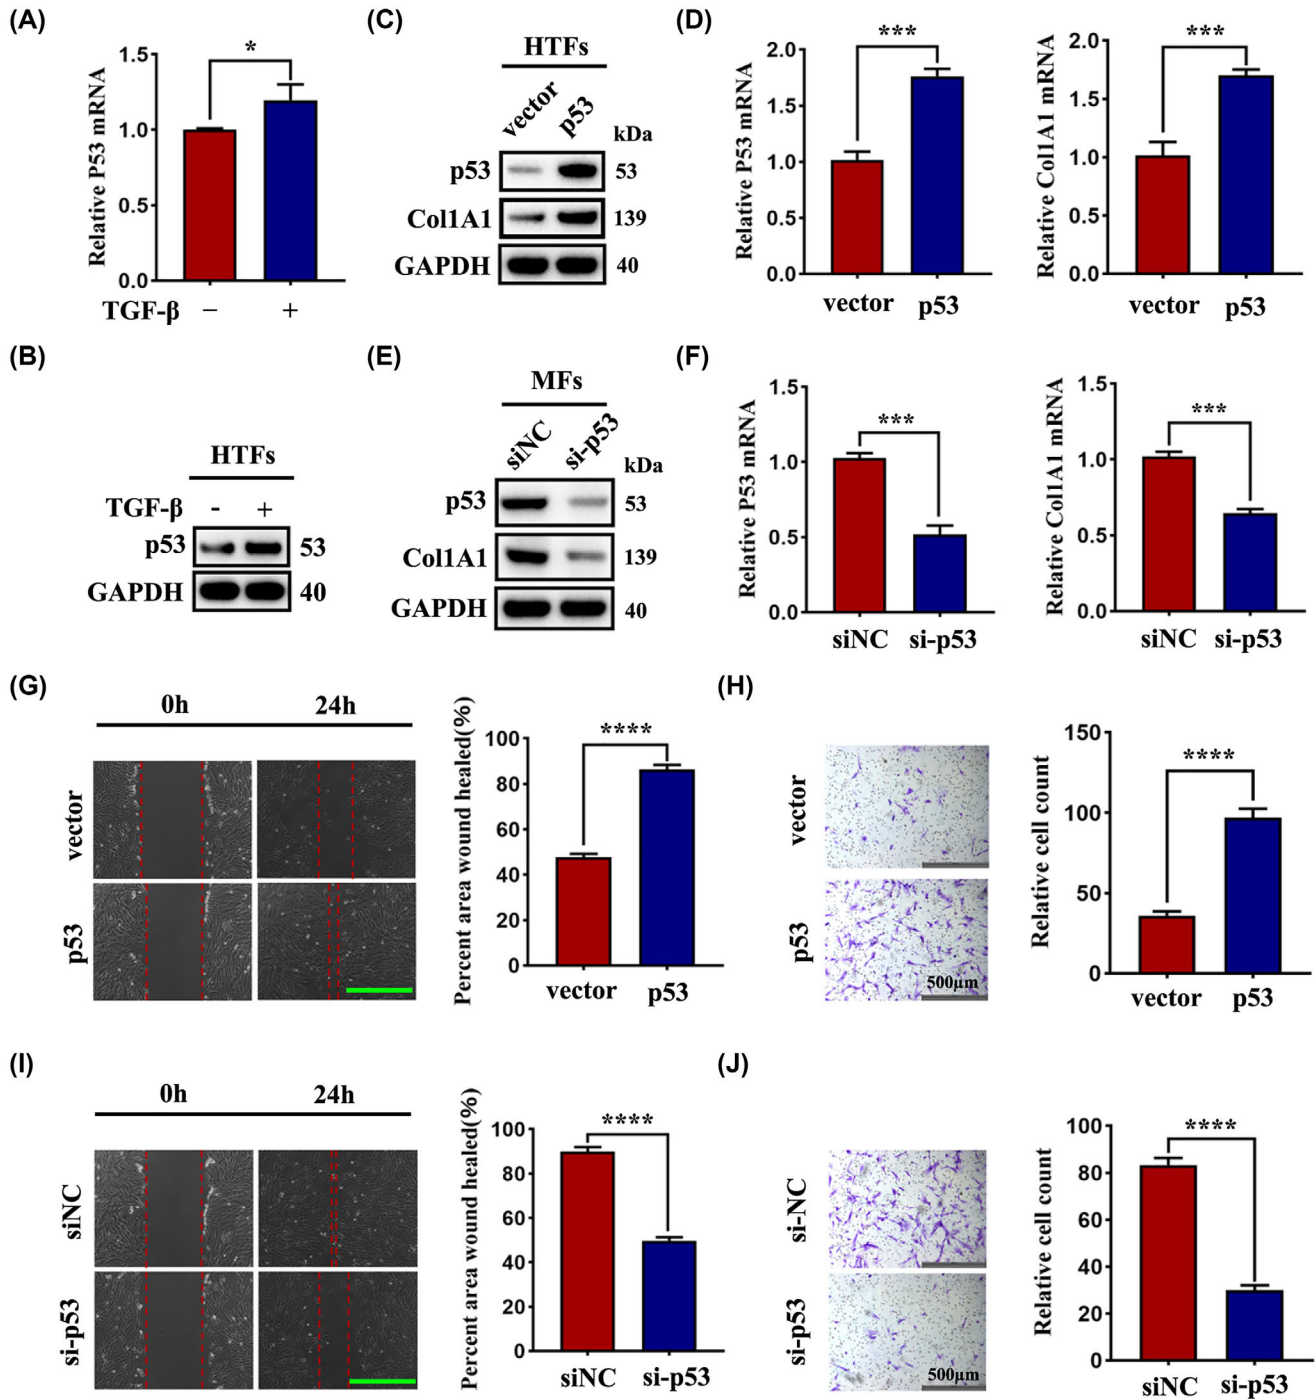 (A)
Relative P53 mRNA
1.5
1.0
0.5
0.0
*
TGF-β − +
(C)
HTFs
vector p53
kDa
p53 53
Col1A1 139
GAPDH 40
(D)
Relative P53 mRNA
2.0
1.5
1.0
0.5
0.0
***
vector p53
Relative Col1A1 mRNA
2.0
1.5
1.0
0.5
0.0
***
vector p53
(B)
HTFs
TGF-β - +
p53 53
GAPDH 40
(E)
MFs
siNC si-p53
kDa
p53 53
Col1A1 139
GAPDH 40
(F)
Relative P53 mRNA
1.5
1.0
0.5
0.0
***
siNC si-p53
Relative Col1A1 mRNA
1.5
1.0
0.5
0.0
***
siNC si-p53
(G)
0h 24h
vector
p53
Percent area wound healed(%)
100
80
60
40
20
0
****
vector p53
(H)
vector
p53
500μm
Relative cell count
150
100
50
0
****
vector p53
(I)
0h 24h
siNC
si-p53
Percent area wound healed(%)
100
80
60
40
20
0
****
siNC si-p53
(J)
si-NC
si-p53
500μm
Relative cell count
100
80
60
40
20
0
****
siNC si-p53